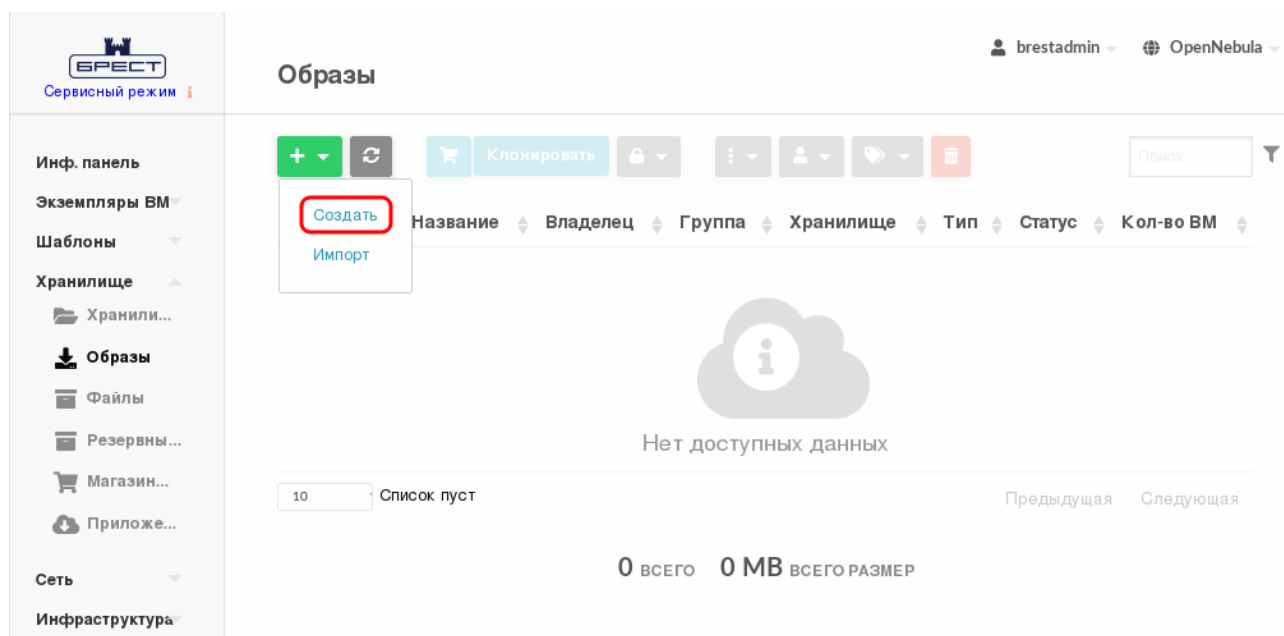 БРЕСТ
Сервисный режим
Образы
brestadmin
OpenNebula
Инф. панель
Экземпляры ВМ
Шаблоны
Хранилище
Хранили...
Образы
Файлы
Резервны...
Магазин...
Приложе...
Сеть
Инфраструктура
Клонировать
Поиск
Создать
Импорт
Название Владелец Группа Хранилище Тип Статус Кол-во ВМ
Нет доступных данных
10 Список пуст
Предыдущая Следующая
0 ВСЕГО 0 MB ВСЕГО РАЗМЕР